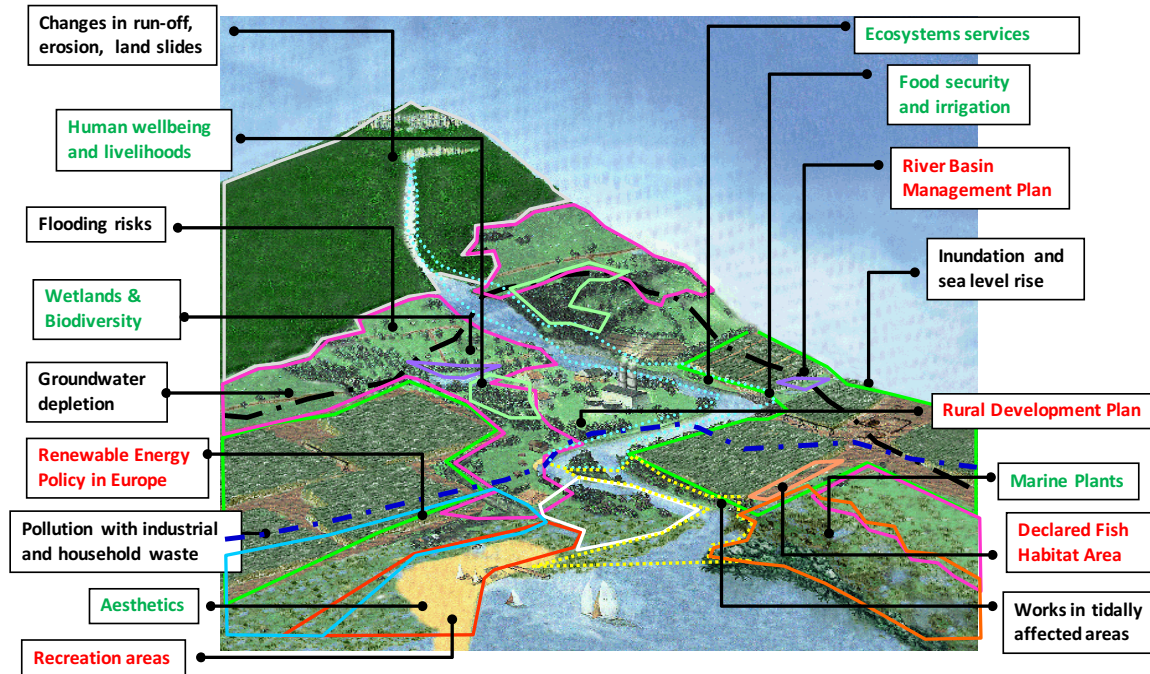 Changes in run-off,
erosion, land slides
Human wellbeing
and livelihoods
Flooding risks
Wetlands &
Biodiversity
Groundwater
depletion
Renewable Energy
Policy in Europe
Pollution with industrial
and household waste
Aesthetics
Recreation areas
Ecosystems services
Food security
and irrigation
River Basin
Management Plan
Inundation and
sea level rise
Rural Development Plan
Marine Plants
Declared Fish
Habitat Area
Works in tidally
affected areas